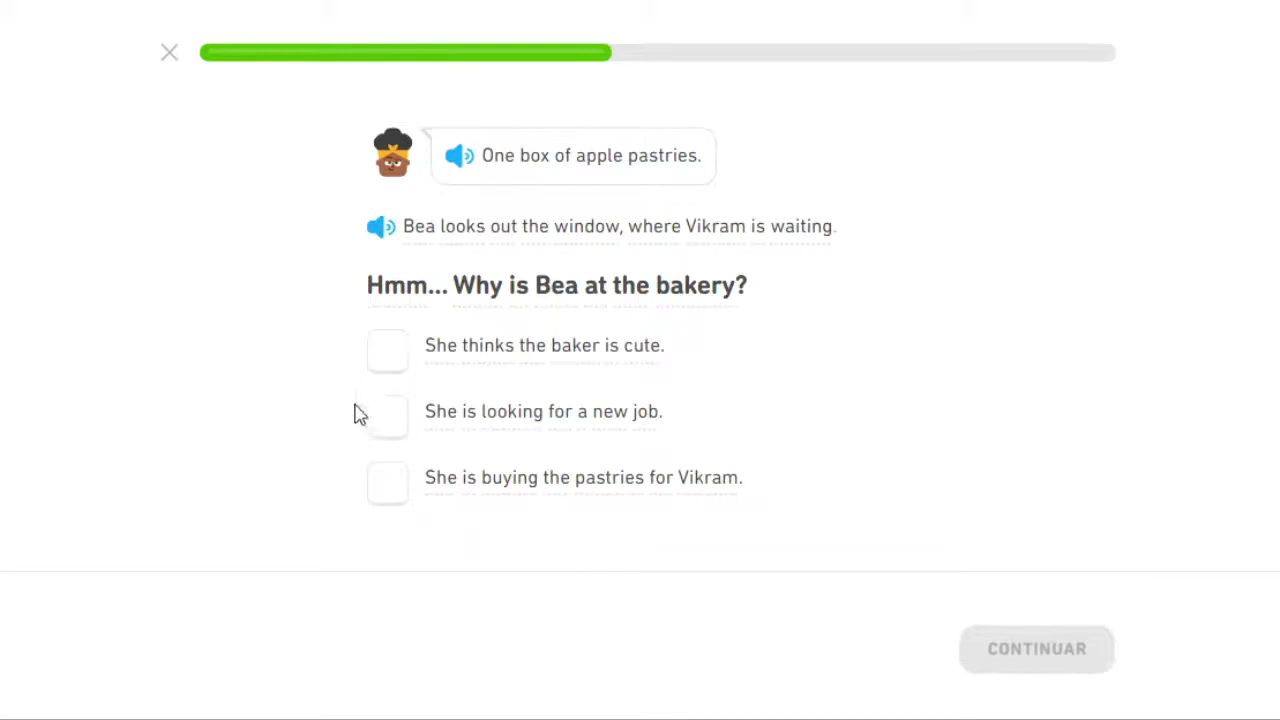 One box of apple pastries.
Bea looks out the window, where Vikram is waiting.
Hmm... Why is Bea at the bakery?
She thinks the baker is cute.
She is looking for a new job.
She is buying the pastries for Vikram.
CONTINUAR